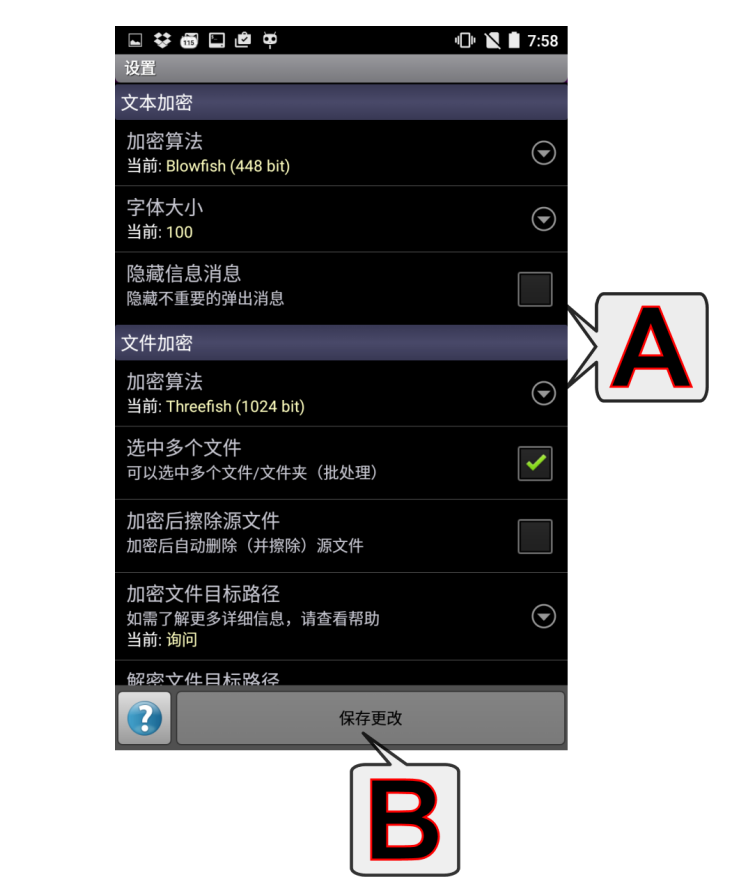 115
7:58
设置
文本加密
加密算法
当前: Blowfish (448 bit)
字体大小
当前: 100
隐藏信息消息
隐藏不重要的弹出消息
文件加密
加密算法
当前: Threefish (1024 bit)
选中多个文件
可以选中多个文件/文件夹（批处理）
加密后擦除源文件
加密后自动删除（并擦除）源文件
加密文件目标路径
如需了解更多详细信息，请查看帮助
当前: 询问
解密文件目标路径
?
保存更改
A
B